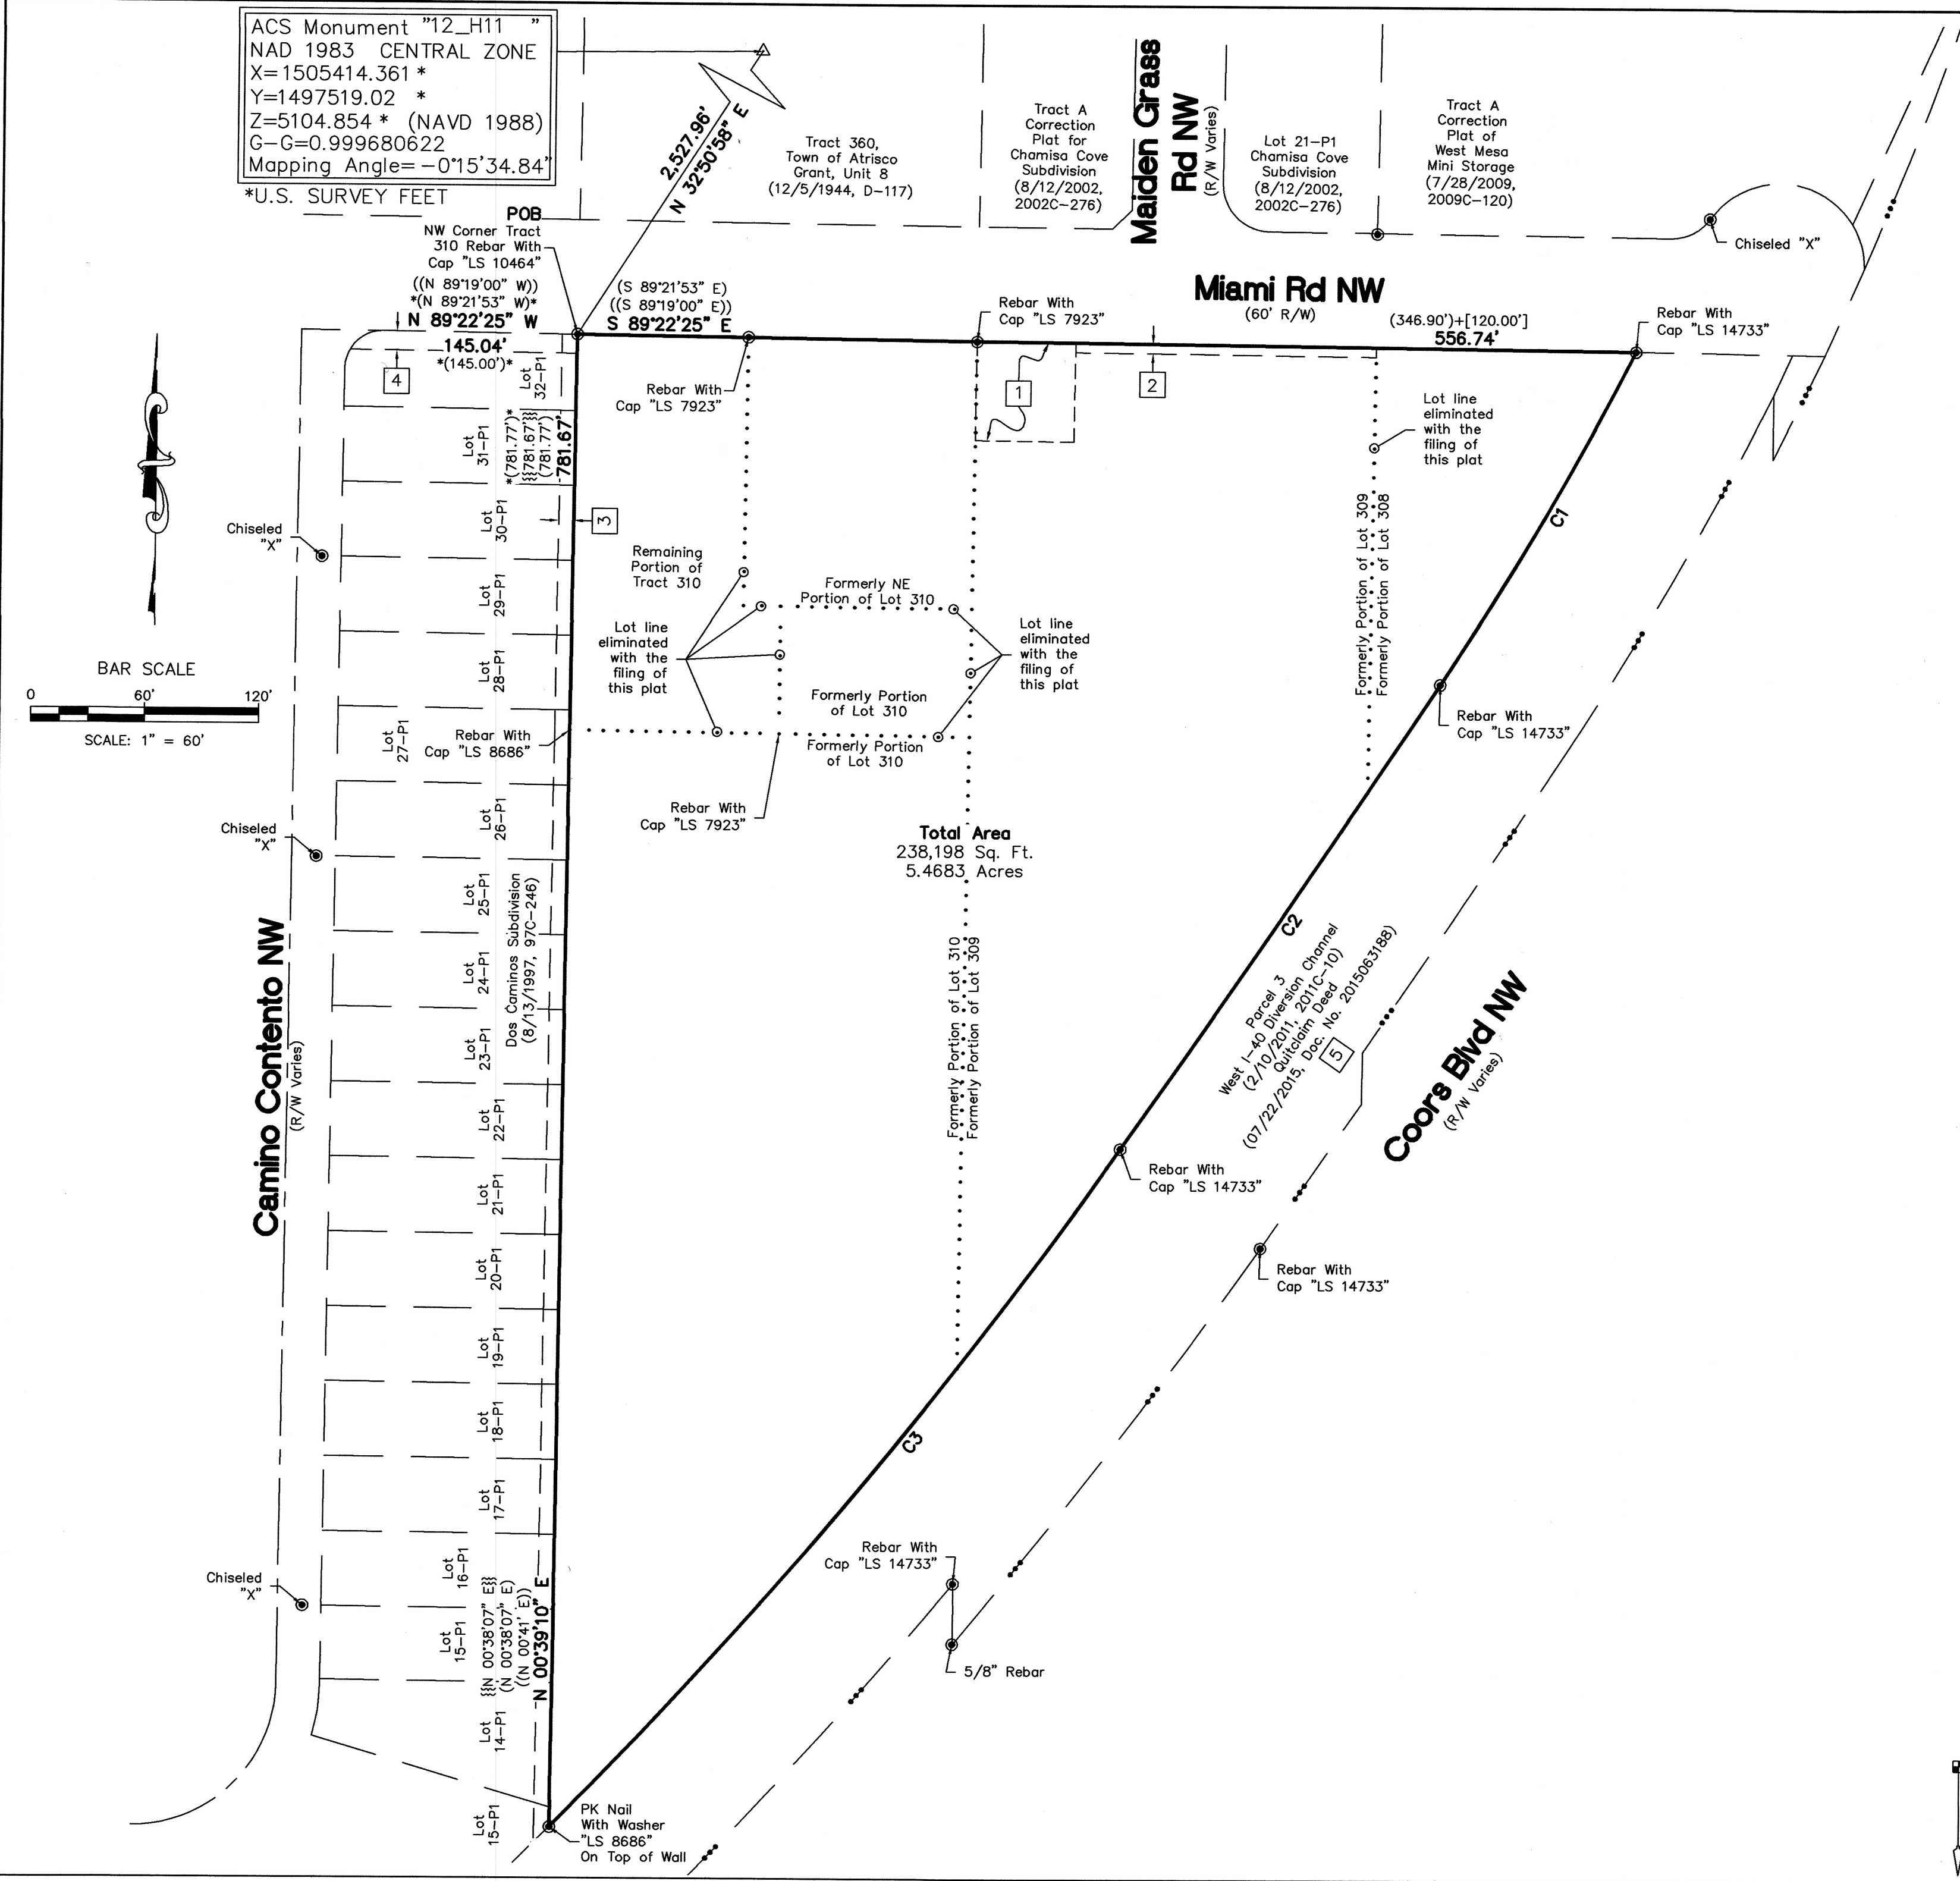 ACS Monument "12_H11 "
NAD 1983 CENTRAL ZONE
X=1505414.361 *
Y=1497519.02 *
Z=5104.854 * (NAVD 1988)
G-G=0.999680622
Mapping Angle= -0°15'34.84"
*U.S. SURVEY FEET
2,527.96'
N 32°50'58" E
Tract 360,
Town of Atrisco
Grant, Unit 8
(12/5/1944, D-117)
Tract A
Correction
Plat for
Chamisa Cove
Subdivision
(8/12/2002,
2002C-276)
Maiden Grass
Rd NW
(R/W Varies)
Lot 21-P1
Chamisa Cove
Subdivision
(8/12/2002,
2002C-276)
Tract A
Correction
Plat of
West Mesa
Mini Storage
(7/28/2009,
2009C-120)
Chiseled "X"
POB
NW Corner Tract
310 Rebar With
Cap "LS 10464"
((N 89°19'00" W))
*(N 89°21'53" W)*
N 89°22'25" W
145.04'
*(145.00')*
4
(S 89°21'53" E)
((S 89°19'00" E))
S 89°22'25" E
Rebar With
Cap "LS 7923"
Miami Rd NW
(60' R/W)
(346.90')+[120.00']
556.74'
Rebar With
Cap "LS 14733"
Rebar With
Cap "LS 7923"
1
2
Lot line
eliminated
with the
filing of
this plat
Lot
32-P1
*(781.77')*
{{781.67'}}
(781.77')
781.67'
Lot
31-P1
Lot
30-P1
3
Chiseled
"X"
Remaining
Portion of
Tract 310
Formerly NE
Portion of Lot 310
Formerly Portion of Lot 309
Formerly Portion of Lot 308
C1
Lot
29-P1
Lot line
eliminated
with the
filing of
this plat
Lot line
eliminated
with the
filing of
this plat
Lot
28-P1
BAR SCALE
0 60' 120'
SCALE: 1" = 60'
Formerly Portion
of Lot 310
Rebar With
Cap "LS 14733"
Lot
27-P1
Rebar With
Cap "LS 8686"
Formerly Portion
of Lot 310
Rebar With
Cap "LS 7923"
Lot
26-P1
Chiseled
"X"
Total Area
238,198 Sq. Ft.
5.4683 Acres
Lot
25-P1
Dos Caminos Subdivision
(8/13/1997, 97C-246)
C2
Camino Contento NW
(R/W Varies)
Lot
24-P1
Formerly Portion of Lot 310
Formerly Portion of Lot 309
Parcel 3
West I-40 Diversion Channel
(2/10/2011, 2011C-10)
Quitclaim Deed
(07/22/2015, Doc. No. 2015063188)
5
Coors Blvd NW
(R/W Varies)
Lot
23-P1
Lot
22-P1
Lot
21-P1
Rebar With
Cap "LS 14733"
Lot
20-P1
Rebar With
Cap "LS 14733"
Lot
19-P1
Lot
18-P1
C3
Lot
17-P1
Rebar With
Cap "LS 14733"
Lot
16-P1
Chiseled
"X"
Lot
15-P1
{{N 00°38'07" E}}
(N 00°38'07" E)
((N 00°41' E))
N 00°39'10" E
5/8" Rebar
Lot
14-P1
Lot
15-P1
PK Nail
With Washer
"LS 8686"
On Top of Wall